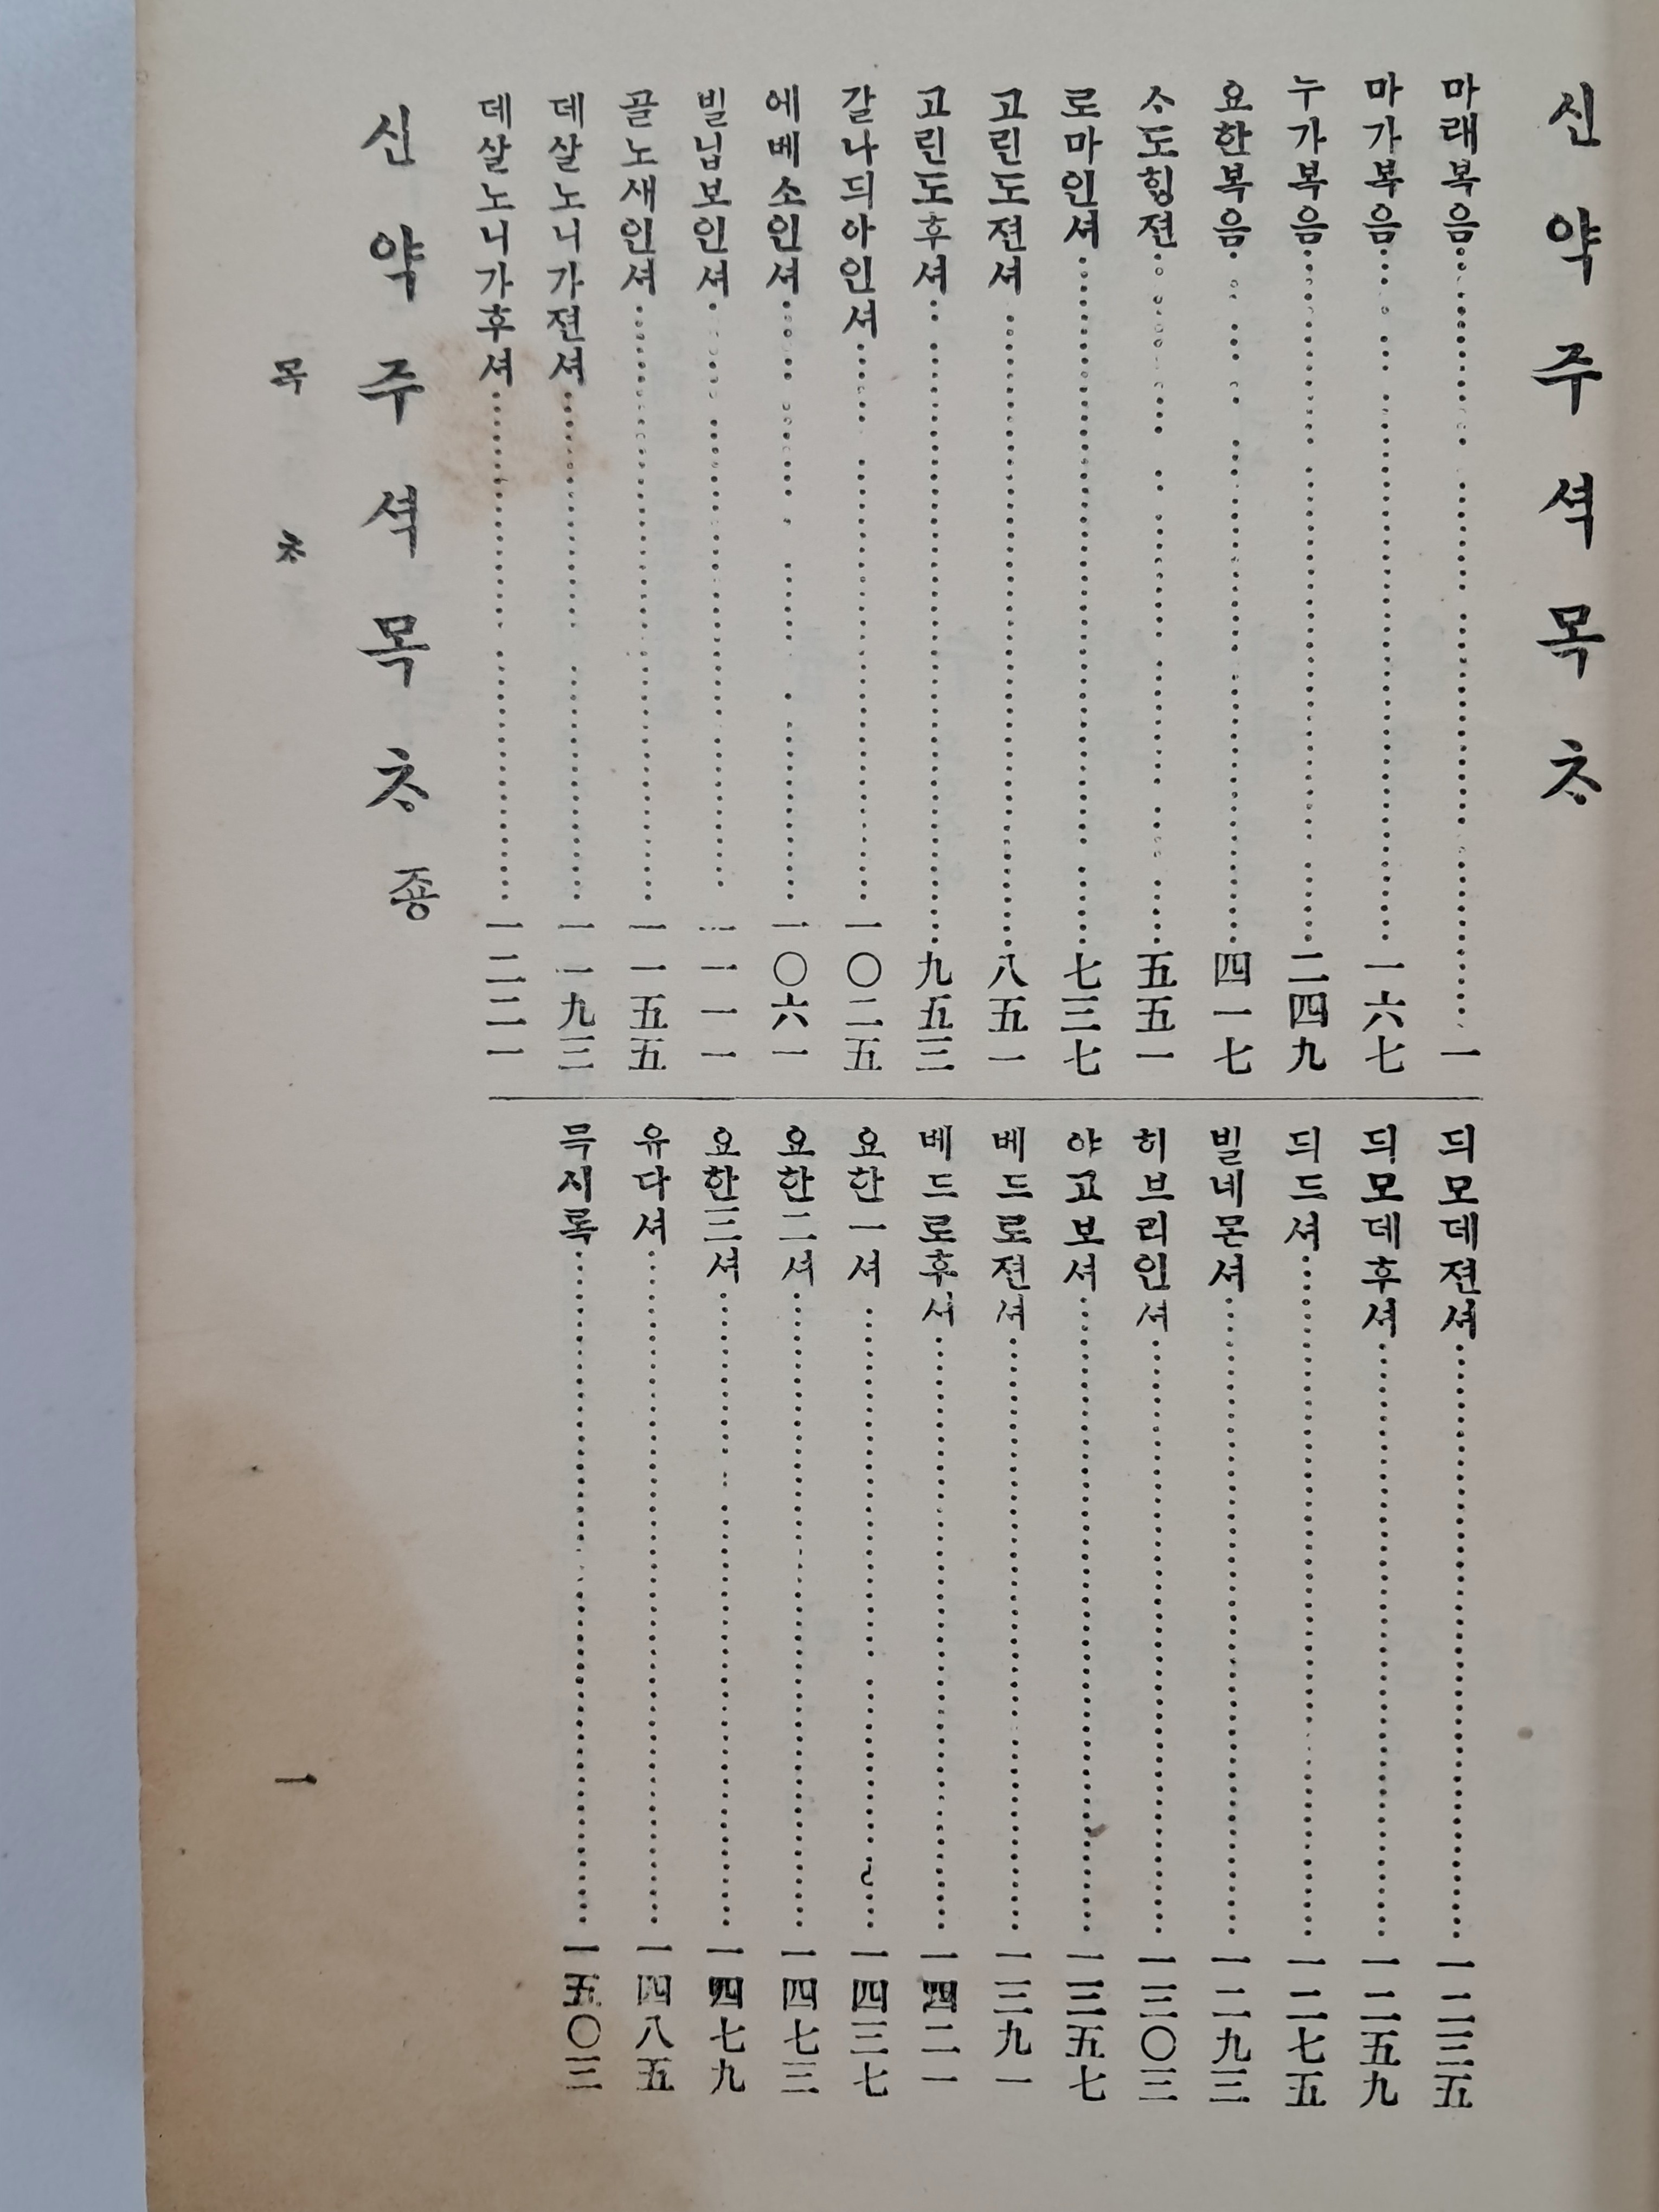 신약주셕목ᄎᆞ
마래복음 一
마가복음 一六七
누가복음 二四九
요한복음 四一七
ᄉᆞ도ᄒᆡᆼ젼 五五一
로마인셔 七三七
고린도젼셔 八五一
고린도후셔 九五三
갈나듸아인셔 一〇二五
에베소인셔 一〇六一
빌닙보인셔 一一一一
골노새인셔 一一五五
데살노니가젼셔 一一九三
데살노니가후셔 一二二一
듸모데젼셔 一二三五
듸모데후셔 一二五九
듸드셔 一二七五
빌네몬셔 一二九三
히브리인셔 一三〇三
야고보셔 一三五七
베드로젼셔 一三九一
베드로후셔 一四二一
요한一셔 一四三七
요한二셔 一四七三
요한三셔 一四七九
유다셔 一四八五
믁시록 一五〇三
신약주셕목ᄎᆞ죵
목ᄎᆞ
一